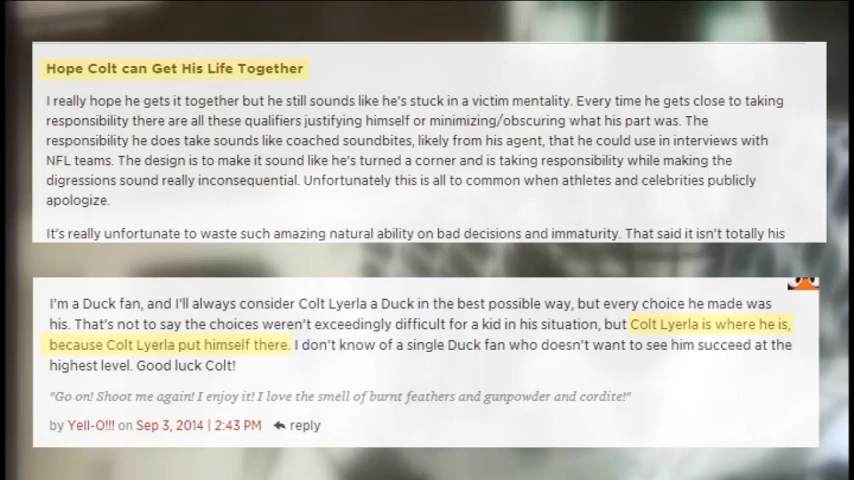 Hope Colt can Get His Life Together
I really hope he gets it together but he still sounds like he's stuck in a victim mentality. Every time he gets close to taking
responsibility there are all these qualifiers justifying himself or minimizing/obscuring what his part was. The
responsibility he does take sounds like coached soundbites, likely from his agent, that he could use in interviews with
NFL teams. The design is to make it sound like he's turned a corner and is taking responsibility while making the
digressions sound really inconsequential. Unfortunately this is all to common when athletes and celebrities publicly
apologize.
It's really unfortunate to waste such amazing natural ability on bad decisions and immaturity. That said it isn't totally his
I'm a Duck fan, and I'll always consider Colt Lyerla a Duck in the best possible way, but every choice he made was
his. That's not to say the choices weren't exceedingly difficult for a kid in his situation, but Colt Lyerla is where he is,
because Colt Lyerla put himself there. I don't know of a single Duck fan who doesn't want to see him succeed at the
highest level. Good luck Colt!
"Go on! Shoot me again! I enjoy it! I love the smell of burnt feathers and gunpowder and cordite!"
by Yell-O!!! on Sep 3, 2014 | 2:43 PM reply